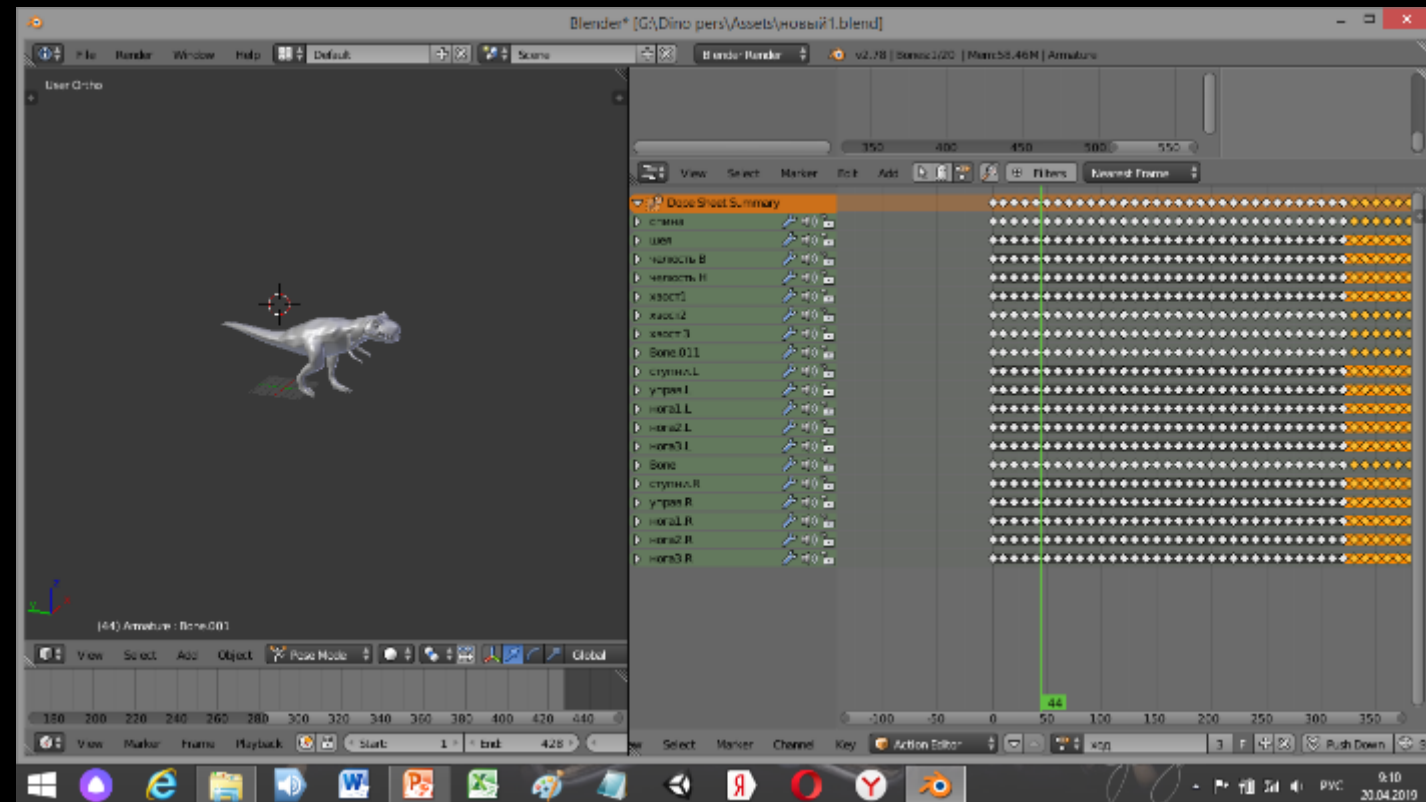 Blender* [G:\Dino pers\Assets\новый1.blend]
File Render Window Help Default Scene Blender Render v2.78 | Bones:1/20 | Mem:58.46M | Armature
User Ortho
350 400 450 500 550
View Select Marker Edit Add Filters Nearest Frame
Dope Sheet Summary
спина
шея
челюсть В
челюсть Н
хвост1
хвост2
хвост3
Bone.011
ступни.L
управ.L
нога1.L
нога2.L
нога3.L
Bone
ступни.R
управ.R
нога1.R
нога2.R
нога3.R
(44) Armature : Bone.001
View Select Add Object Pose Mode Global
44
180 200 220 240 260 280 300 320 340 360 380 400 420 440
-100 -50 0 50 100 150 200 250 300 350
View Marker Frame Playback Start: 1 End: 428
Select Marker Channel Key Action Editor ход 3 F Push Down
РУС
9:10
20.04.2019